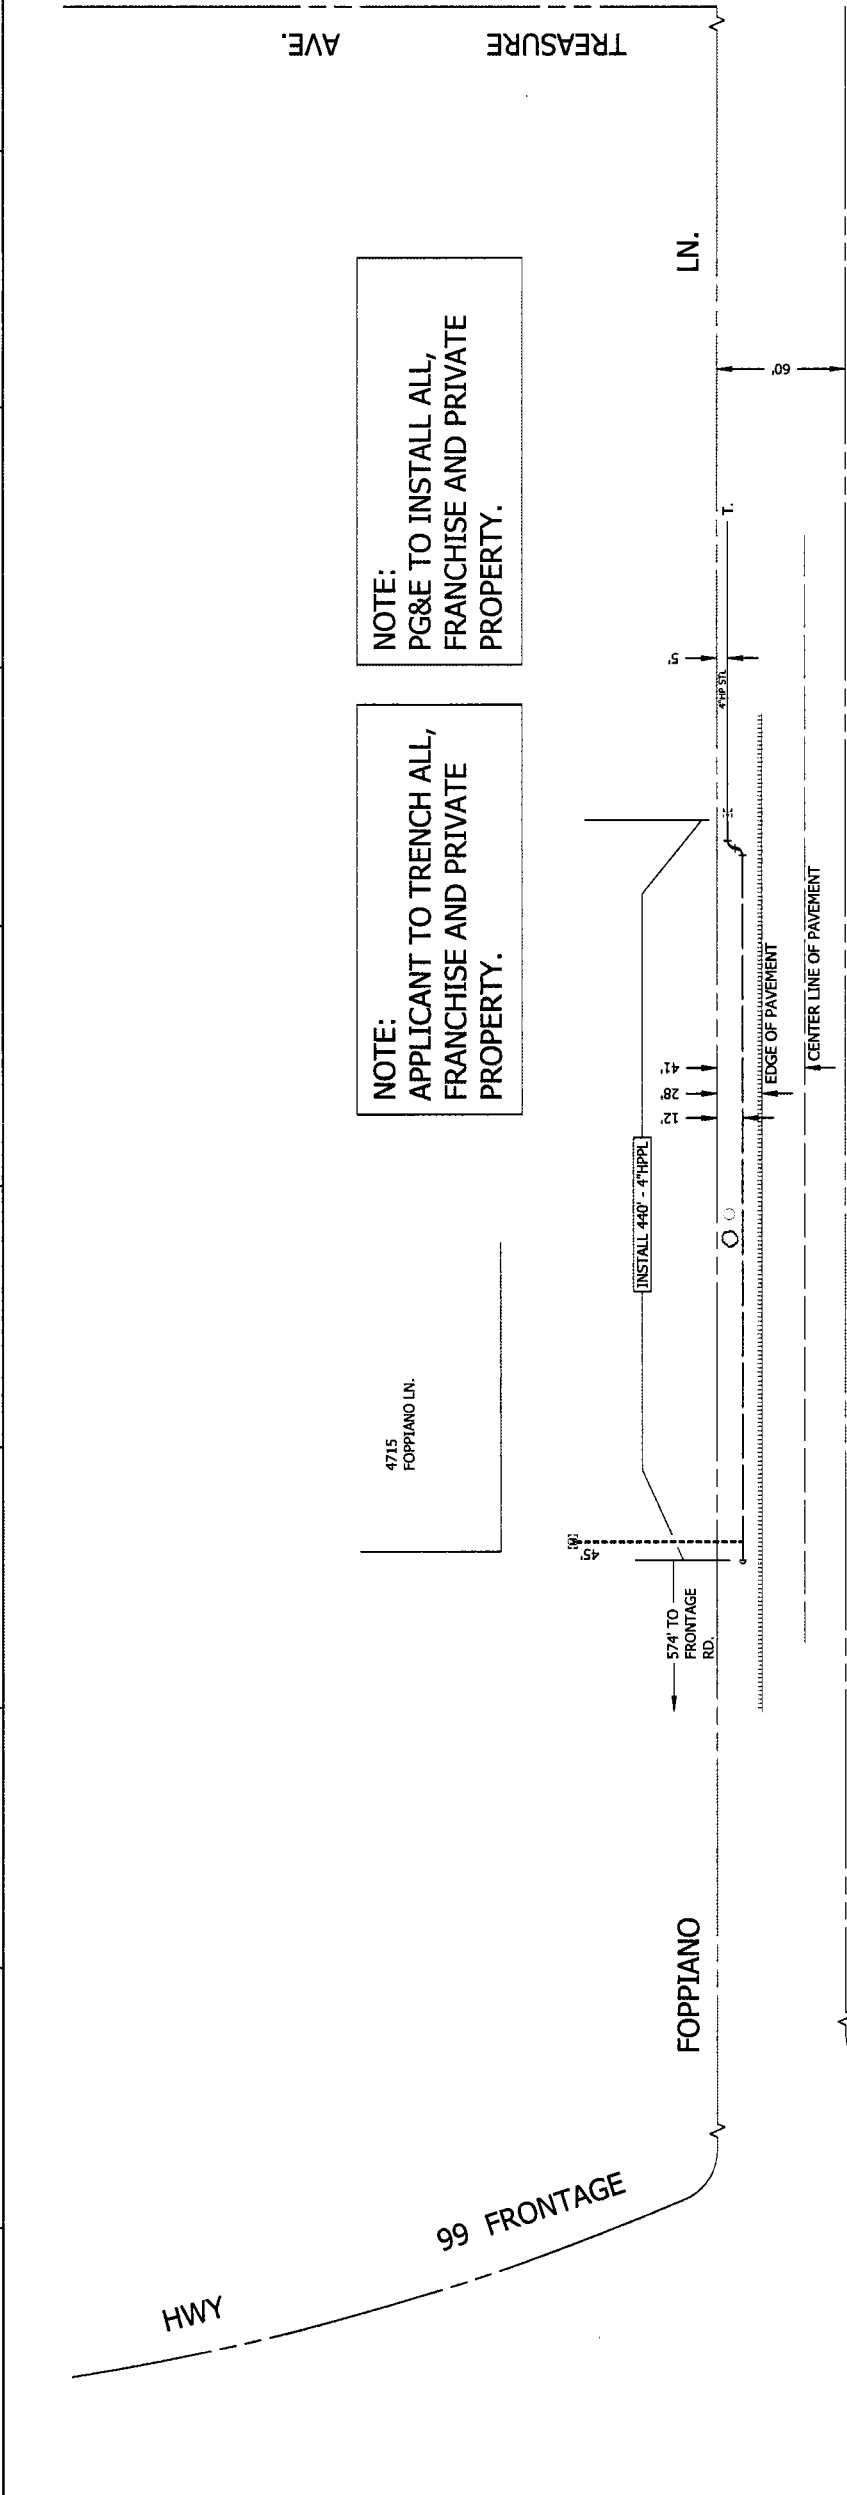 TREASURE
AVE.
NOTE:
PG&E TO INSTALL ALL,
FRANCHISE AND PRIVATE
PROPERTY.
NOTE:
APPLICANT TO TRENCH ALL,
FRANCHISE AND PRIVATE
PROPERTY.
4715
FOPPIANO LN.
INSTALL 440' - 4"HPPL
45'
574' TO
FRONTAGE
RD.
12'
28'
41'
5'
4"HP STL
T.
60'
EDGE OF PAVEMENT
CENTER LINE OF PAVEMENT
FOPPIANO
LN.
HWY
99 FRONTAGE